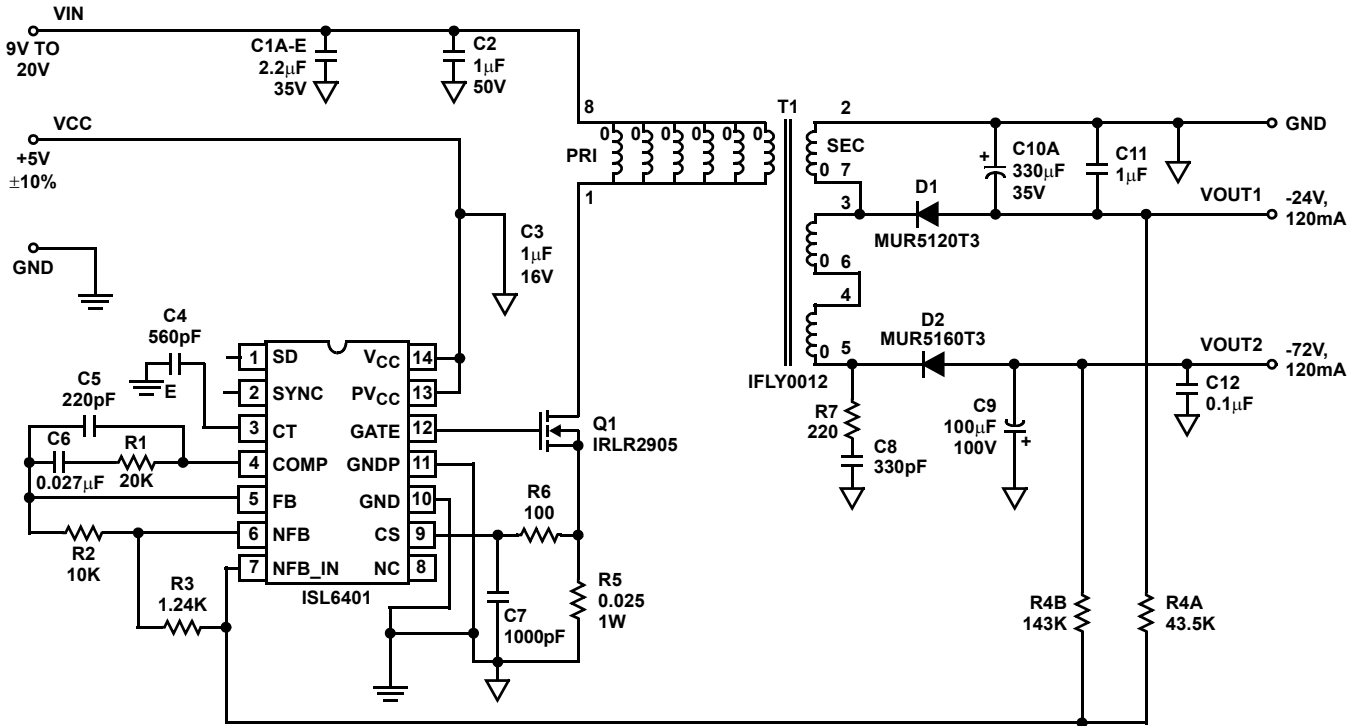 VIN
9V TO
20V
C1A-E
2.2μF
35V
C2
1μF
50V
VCC
+5V
±10%
GND
C3
1μF
16V
8
0 0 0 0 0 0
PRI
1
T1
2
SEC
0 7
3
0 6
4
0 5
IFLY0012
C10A
+
330μF
35V
C11
1μF
GND
D1
MUR5120T3
VOUT1
-24V,
120mA
D2
MUR5160T3
VOUT2
-72V,
120mA
R7
220
C8
330pF
C9
100μF
100V
+
C12
0.1μF
C4
560pF
E
C5
220pF
C6
0.027μF
R1
20K
R2
10K
R3
1.24K
1 SD
2 SYNC
3 CT
4 COMP
5 FB
6 NFB
7 NFB_IN
VCC 14
PVCC 13
GATE 12
GNDP 11
GND 10
CS 9
NC 8
ISL6401
Q1
IRLR2905
R6
100
C7
1000pF
R5
0.025
1W
R4B
143K
R4A
43.5K